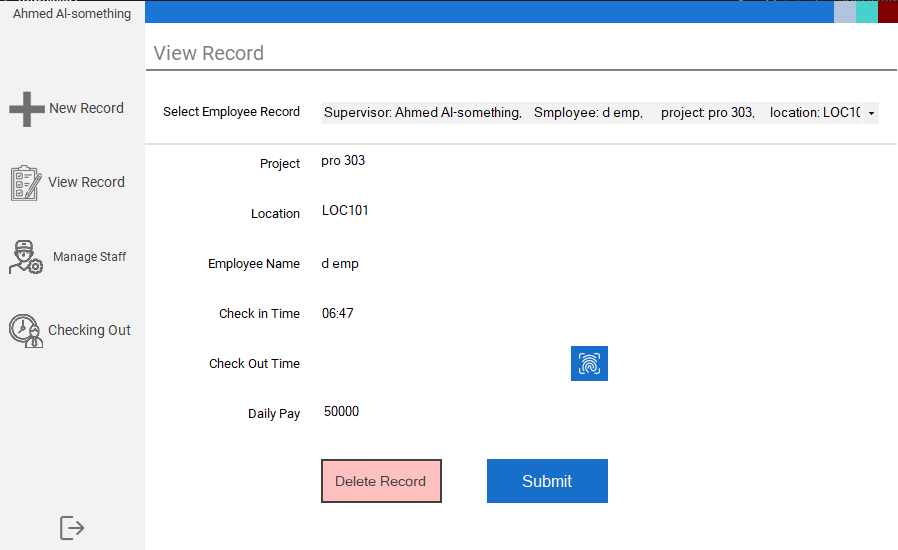 Ahmed Al-something
View Record
New Record
Select Employee Record
Supervisor: Ahmed Al-something, Smployee: d emp, project: pro 303, location: LOC10
Project
pro 303
View Record
Location
LOC101
Manage Staff
Employee Name
d emp
Check in Time
06:47
Checking Out
Check Out Time
Daily Pay
50000
Delete Record
Submit